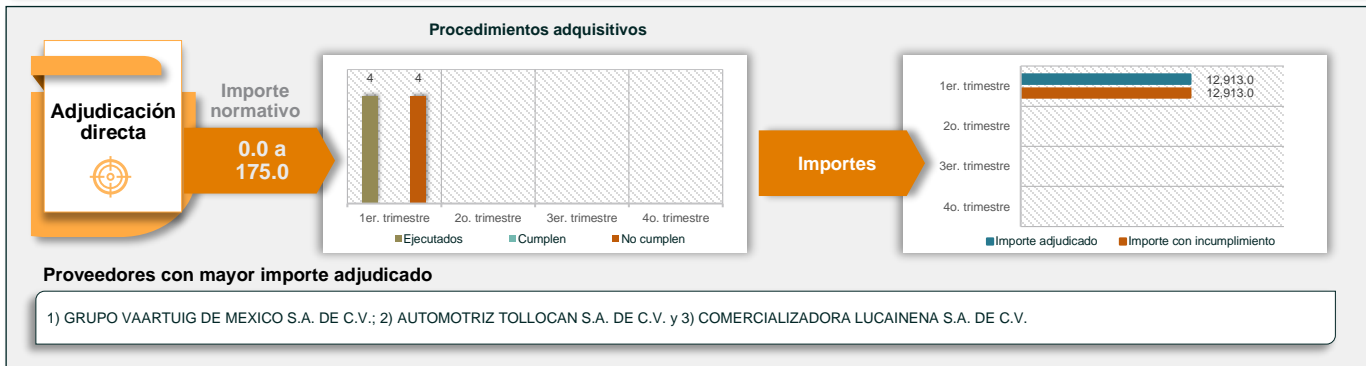 Procedimientos adquisitivos
Adjudicación
directa
Importe
normativo
0.0 a
175.0
4 4
1er. trimestre 2o. trimestre 3er. trimestre 4o. trimestre
Ejecutados Cumplen No cumplen
Importes
1er. trimestre
12,913.0
12,913.0
2o. trimestre
3er. trimestre
4o. trimestre
Importe adjudicado Importe con incumplimiento
Proveedores con mayor importe adjudicado
1) GRUPO VAARTUIG DE MEXICO S.A. DE C.V.; 2) AUTOMOTRIZ TOLLOCAN S.A. DE C.V. y 3) COMERCIALIZADORA LUCAINENA S.A. DE C.V.